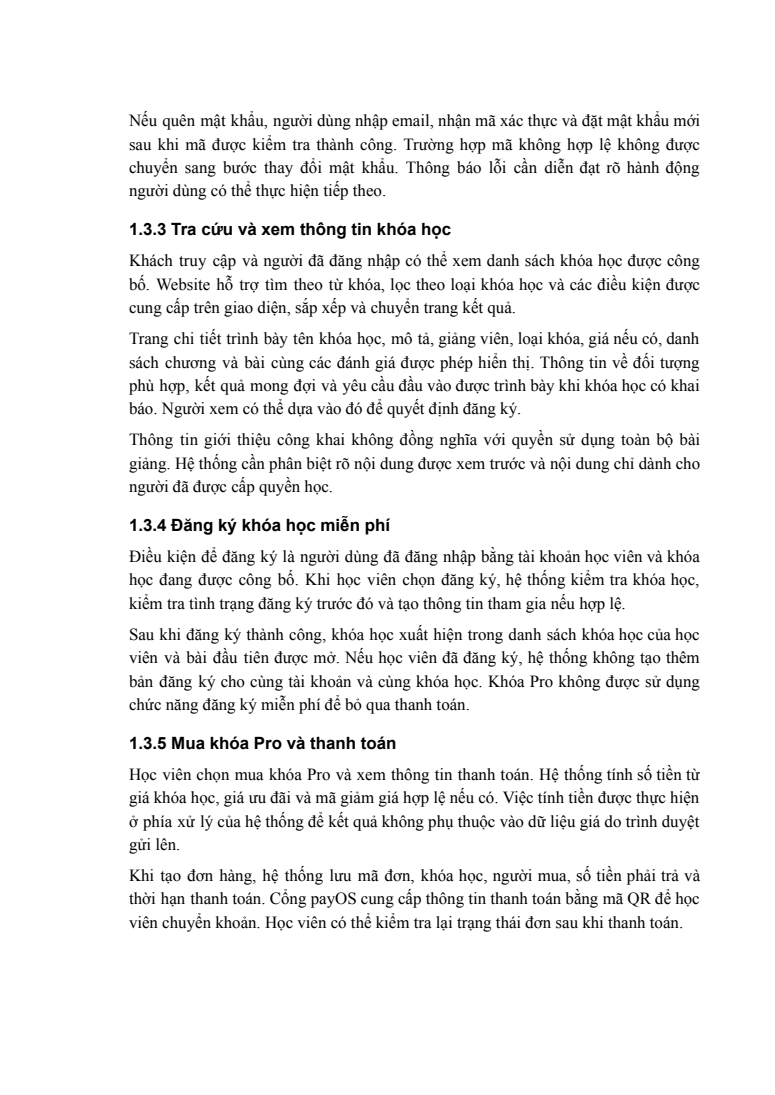 Nếu quên mật khẩu, người dùng nhập email, nhận mã xác thực và đặt mật khẩu mới
sau khi mã được kiểm tra thành công. Trường hợp mã không hợp lệ không được
chuyển sang bước thay đổi mật khẩu. Thông báo lỗi cần diễn đạt rõ hành động
người dùng có thể thực hiện tiếp theo.
1.3.3 Tra cứu và xem thông tin khóa học
Khách truy cập và người đã đăng nhập có thể xem danh sách khóa học được công
bố. Website hỗ trợ tìm theo từ khóa, lọc theo loại khóa học và các điều kiện được
cung cấp trên giao diện, sắp xếp và chuyển trang kết quả.
Trang chi tiết trình bày tên khóa học, mô tả, giảng viên, loại khóa, giá nếu có, danh
sách chương và bài cùng các đánh giá được phép hiển thị. Thông tin về đối tượng
phù hợp, kết quả mong đợi và yêu cầu đầu vào được trình bày khi khóa học có khai
báo. Người xem có thể dựa vào đó để quyết định đăng ký.
Thông tin giới thiệu công khai không đồng nghĩa với quyền sử dụng toàn bộ bài
giảng. Hệ thống cần phân biệt rõ nội dung được xem trước và nội dung chỉ dành cho
người đã được cấp quyền học.
1.3.4 Đăng ký khóa học miễn phí
Điều kiện để đăng ký là người dùng đã đăng nhập bằng tài khoản học viên và khóa
học đang được công bố. Khi học viên chọn đăng ký, hệ thống kiểm tra khóa học,
kiểm tra tình trạng đăng ký trước đó và tạo thông tin tham gia nếu hợp lệ.
Sau khi đăng ký thành công, khóa học xuất hiện trong danh sách khóa học của học
viên và bài đầu tiên được mở. Nếu học viên đã đăng ký, hệ thống không tạo thêm
bản đăng ký cho cùng tài khoản và cùng khóa học. Khóa Pro không được sử dụng
chức năng đăng ký miễn phí để bỏ qua thanh toán.
1.3.5 Mua khóa Pro và thanh toán
Học viên chọn mua khóa Pro và xem thông tin thanh toán. Hệ thống tính số tiền từ
giá khóa học, giá ưu đãi và mã giảm giá hợp lệ nếu có. Việc tính tiền được thực hiện
ở phía xử lý của hệ thống để kết quả không phụ thuộc vào dữ liệu giá do trình duyệt
gửi lên.
Khi tạo đơn hàng, hệ thống lưu mã đơn, khóa học, người mua, số tiền phải trả và
thời hạn thanh toán. Cổng payOS cung cấp thông tin thanh toán bằng mã QR để học
viên chuyển khoản. Học viên có thể kiểm tra lại trạng thái đơn sau khi thanh toán.